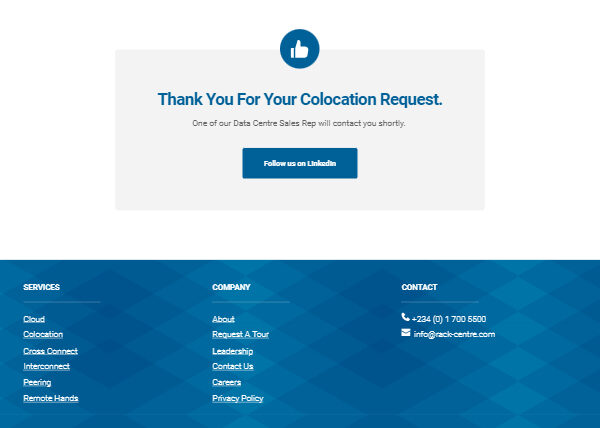 Thank You For Your Colocation Request.
One of our Data Centre Sales Rep will contact you shortly.
Follow us on LinkedIn
SERVICES
Cloud
Colocation
Cross Connect
Interconnect
Peering
Remote Hands
COMPANY
About
Request A Tour
Leadership
Contact Us
Careers
Privacy Policy
CONTACT
+234 (0) 1 700 5500
info@rack-centre.com